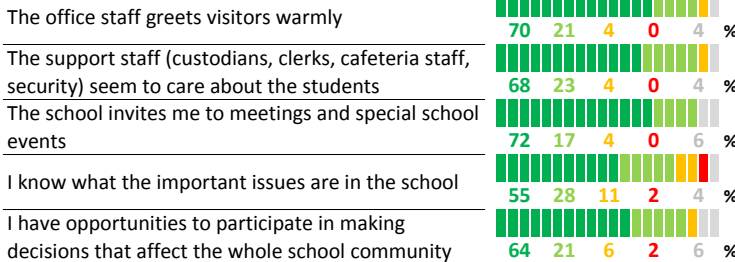 The office staff greets visitors warmly
70 21 4 0 4 %
The support staff (custodians, clerks, cafeteria staff,
security) seem to care about the students
68 23 4 0 4 %
The school invites me to meetings and special school
events
72 17 4 0 6 %
I know what the important issues are in the school
55 28 11 2 4 %
I have opportunities to participate in making
decisions that affect the whole school community
64 21 6 2 6 %